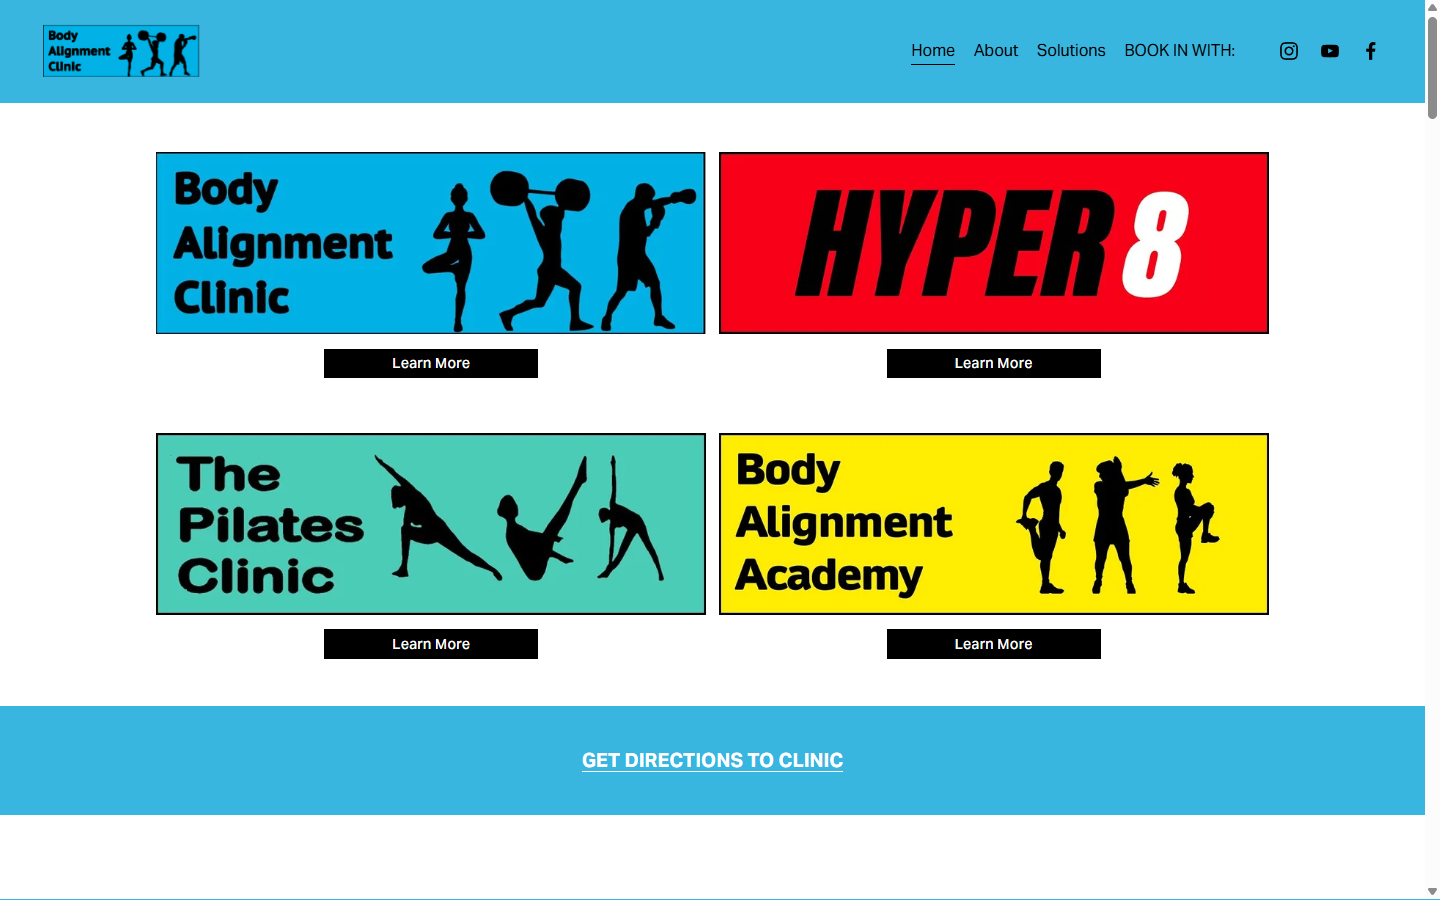 Body
Alignment
Clinic
Home About Solutions BOOK IN WITH:
Body
Alignment
Clinic
HYPER 8
Learn More
Learn More
The
Pilates
Clinic
Body
Alignment
Academy
Learn More
Learn More
GET DIRECTIONS TO CLINIC